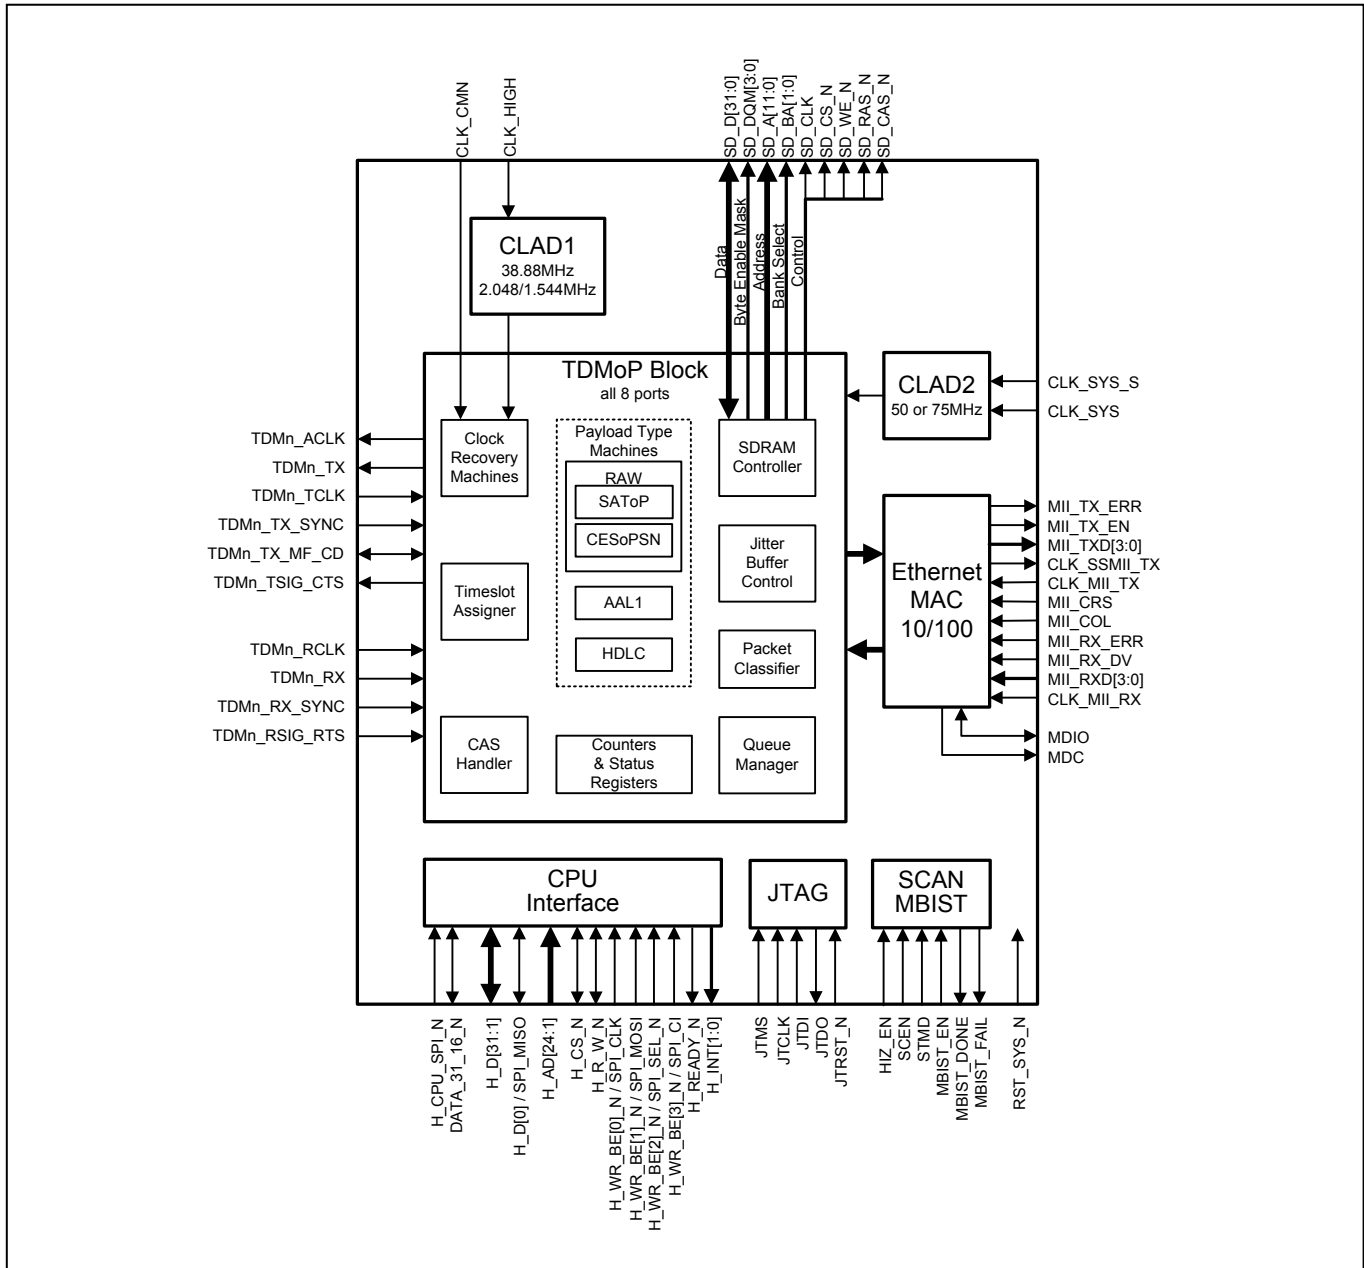 CLK_CMN
CLK_HIGH
SD_D[31:0]
SD_DQM[3:0]
SD_A[11:0]
SD_BA[1:0]
SD_CLK
SD_CS_N
SD_WE_N
SD_RAS_N
SD_CAS_N
CLAD1
38.88MHz
2.048/1.544MHz
Data
Byte Enable Mask
Address
Bank Select
Control
TDMoP Block
all 8 ports
CLAD2
50 or 75MHz
CLK_SYS_S
CLK_SYS
Clock
Recovery
Machines
Payload Type
Machines
RAW
SAToP
CESoPSN
AAL1
HDLC
SDRAM
Controller
Jitter
Buffer
Control
Timeslot
Assigner
Packet
Classifier
CAS
Handler
Counters
& Status
Registers
Queue
Manager
TDMn_ACLK
TDMn_TX
TDMn_TCLK
TDMn_TX_SYNC
TDMn_TX_MF_CD
TDMn_TSIG_CTS
TDMn_RCLK
TDMn_RX
TDMn_RX_SYNC
TDMn_RSIG_RTS
Ethernet
MAC
10/100
MII_TX_ERR
MII_TX_EN
MII_TXD[3:0]
CLK_SSMII_TX
CLK_MII_TX
MII_CRS
MII_COL
MII_RX_ERR
MII_RX_DV
MII_RXD[3:0]
CLK_MII_RX
MDIO
MDC
CPU
Interface
JTAG
SCAN
MBIST
H_CPU_SPI_N
DATA_31_16_N
H_D[31:1]
H_D[0] / SPI_MISO
H_AD[24:1]
H_CS_N
H_R_W_N
H_WR_BE[0]_N / SPI_CLK
H_WR_BE[1]_N / SPI_MOSI
H_WR_BE[2]_N / SPI_SEL_N
H_WR_BE[3]_N / SPI_CI
H_READY_N
H_INT[1:0]
JTMS
JTCLK
JTDI
JTDO
JTRST_N
HIZ_EN
SCEN
STMD
MBIST_EN
MBIST_DONE
MBIST_FAIL
RST_SYS_N